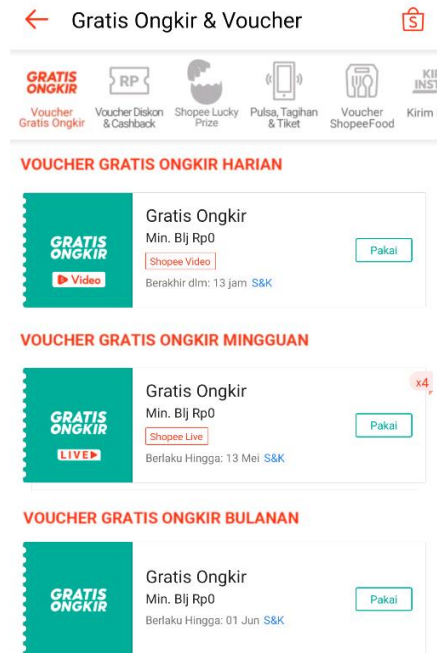 Gratis Ongkir & Voucher
GRATIS
ONGKIR
Voucher
Gratis Ongkir
RP
Voucher Diskon
& Cashback
Shopee Lucky
Prize
Pulsa, Tagihan
& Tiket
Voucher
ShopeeFood
Kirim
VOUCHER GRATIS ONGKIR HARIAN
GRATIS
ONGKIR
Video
Gratis Ongkir
Min. Blj Rp0
Shopee Video
Berakhir dlm: 13 jam S&K
Pakai
VOUCHER GRATIS ONGKIR MINGGUAN
x4
GRATIS
ONGKIR
LIVE
Gratis Ongkir
Min. Blj Rp0
Shopee Live
Berlaku Hingga: 13 Mei S&K
Pakai
VOUCHER GRATIS ONGKIR BULANAN
GRATIS
ONGKIR
Gratis Ongkir
Min. Blj Rp0
Berlaku Hingga: 01 Jun S&K
Pakai